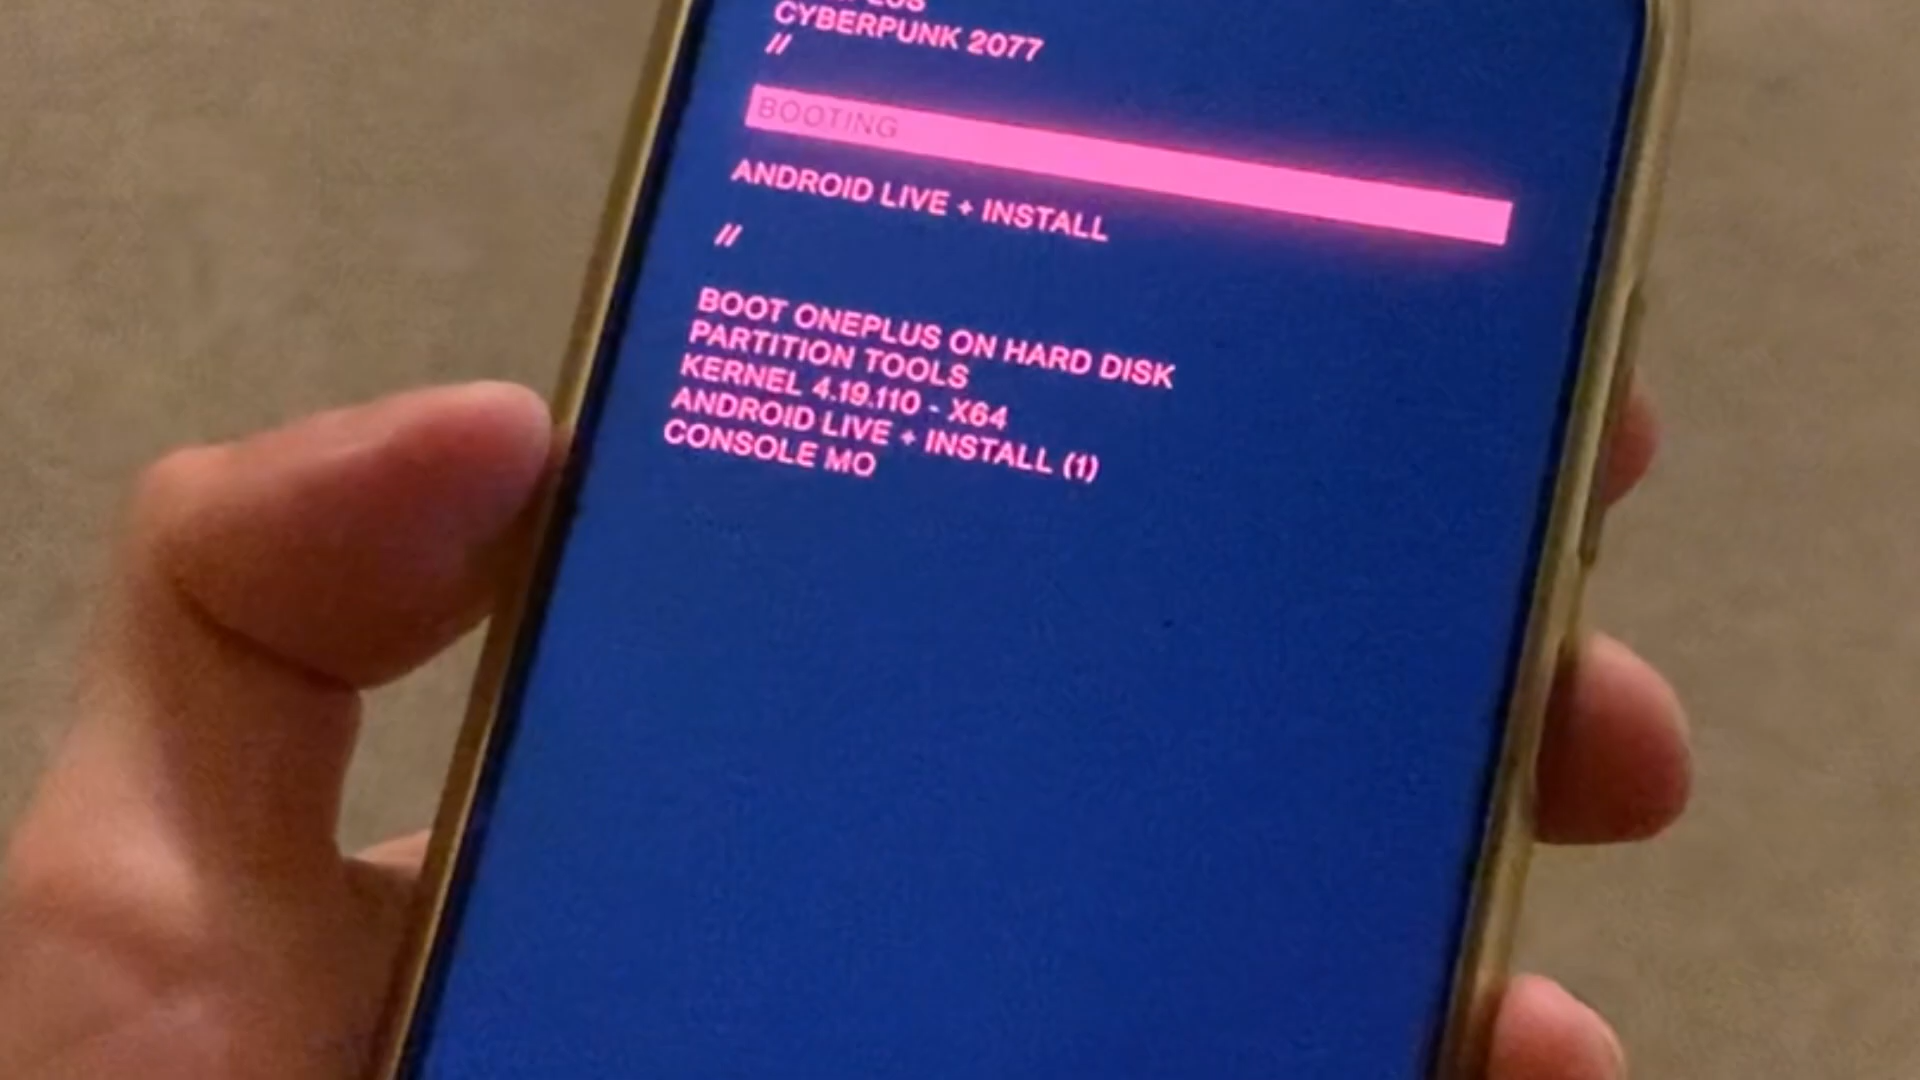 CYBERPUNK 2077
//
BOOTING
ANDROID LIVE + INSTALL
//
BOOT ONEPLUS ON HARD DISK
PARTITION TOOLS
KERNEL 4.19.110 - X64
ANDROID LIVE + INSTALL (1)
CONSOLE MO